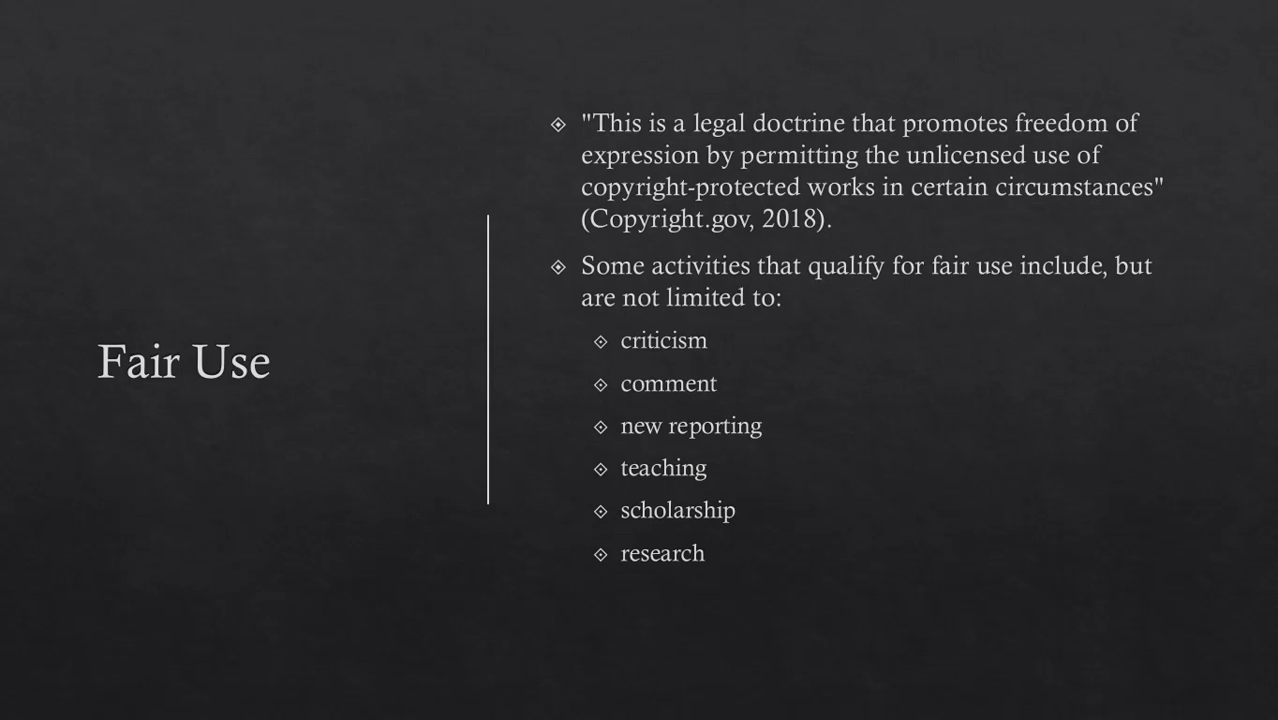 Fair Use
"This is a legal doctrine that promotes freedom of
expression by permitting the unlicensed use of
copyright-protected works in certain circumstances"
(Copyright.gov, 2018).
Some activities that qualify for fair use include, but
are not limited to:
criticism
comment
new reporting
teaching
scholarship
research